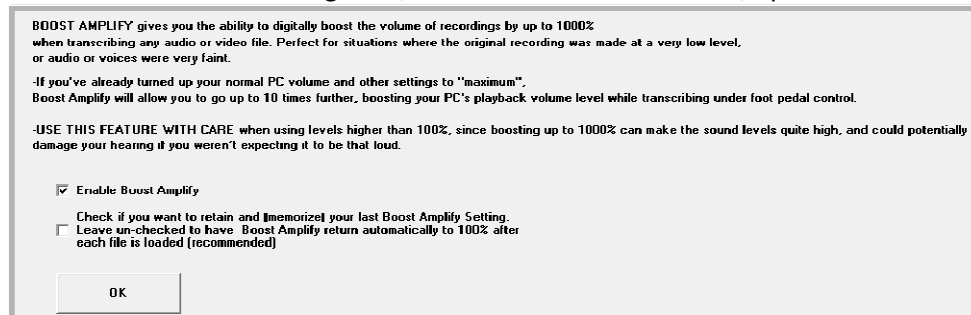 BOOST AMPLIFY gives you the ability to digitally boost the volume of recordings by up to 1000%
when transcribing any audio or video file. Perfect for situations where the original recording was made at a very low level,
or audio or voices were very faint.
-If you've already turned up your normal PC volume and other settings to "maximum",
Boost Amplify will allow you to go up to 10 times further, boosting your PC's playback volume level while transcribing under foot pedal control.
-USE THIS FEATURE WITH CARE when using levels higher than 100%, since boosting up to 1000% can make the sound levels quite high, and could potentially
damage your hearing if you weren't expecting it to be that loud.
Enable Boost Amplify
Check if you want to retain and [memorize] your last Boost Amplify Setting.
Leave un-checked to have Boost Amplify return automatically to 100% after
each file is loaded (recommended)
OK